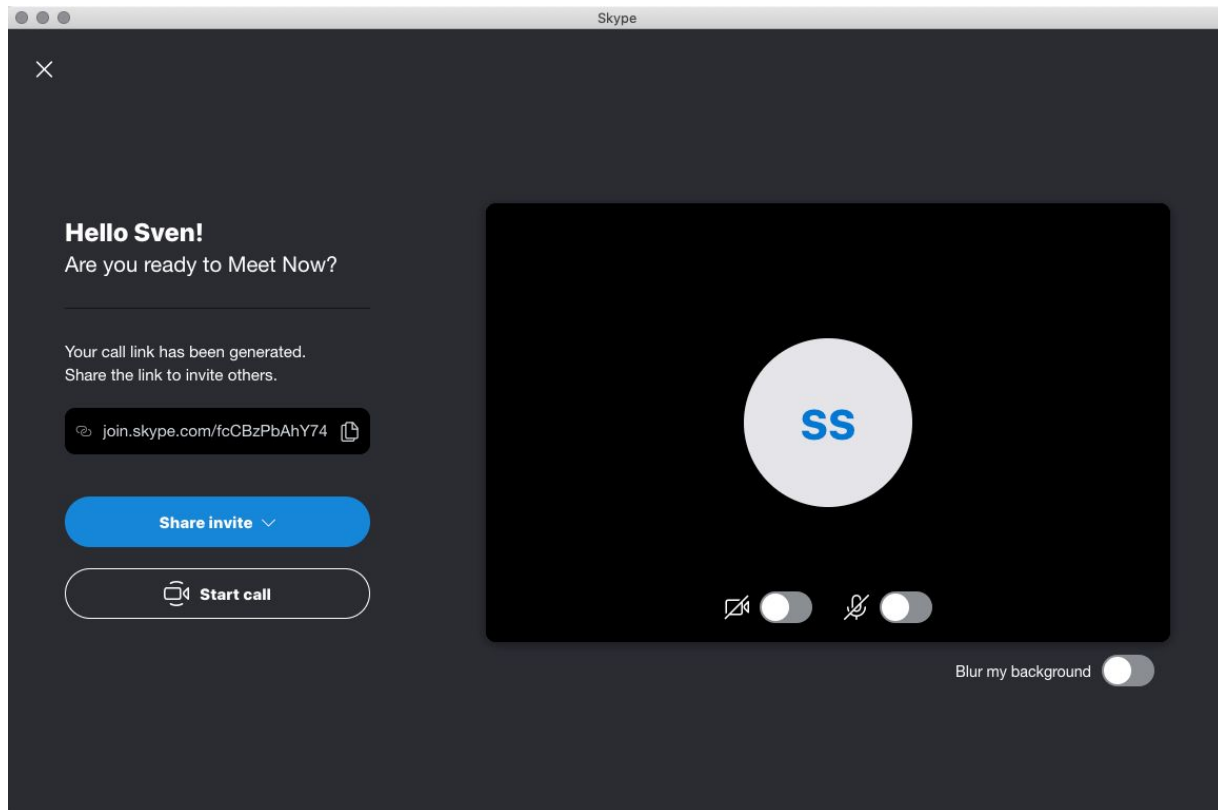 Skype
Hello Sven!
Are you ready to Meet Now?
Your call link has been generated.
Share the link to invite others.
join.skype.com/fcCBzPbAhY74
Share invite
Start call
SS
Blur my background